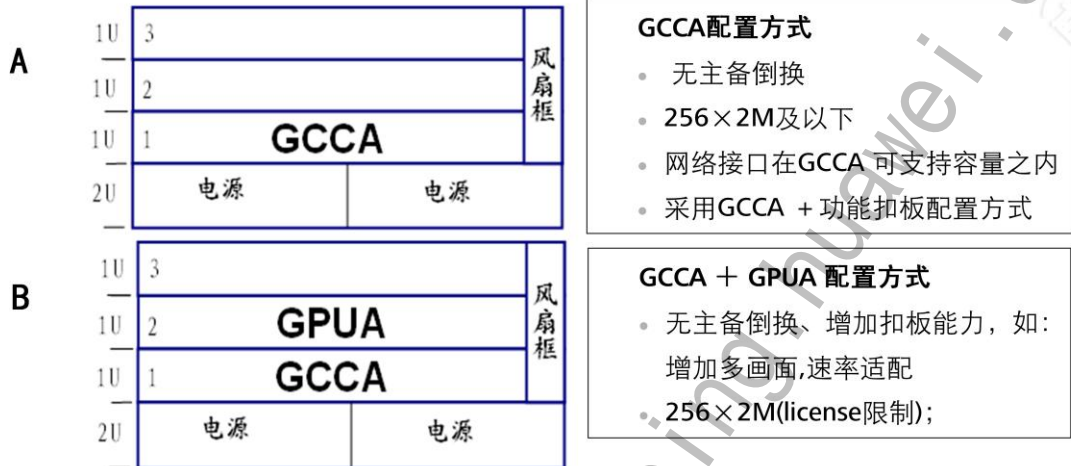 A
1U 3
1U 2
1U 1 GCCA
2U 电源 电源
风扇框
GCCA配置方式
• 无主备倒换
• 256×2M及以下
• 网络接口在GCCA 可支持容量之内
• 采用GCCA +功能扣板配置方式
B
1U 3
1U 2 GPUA
1U 1 GCCA
2U 电源 电源
风扇框
GCCA + GPUA 配置方式
• 无主备倒换、增加扣板能力，如：
增加多画面,速率适配
• 256×2M(license限制)；
ing.huawei.